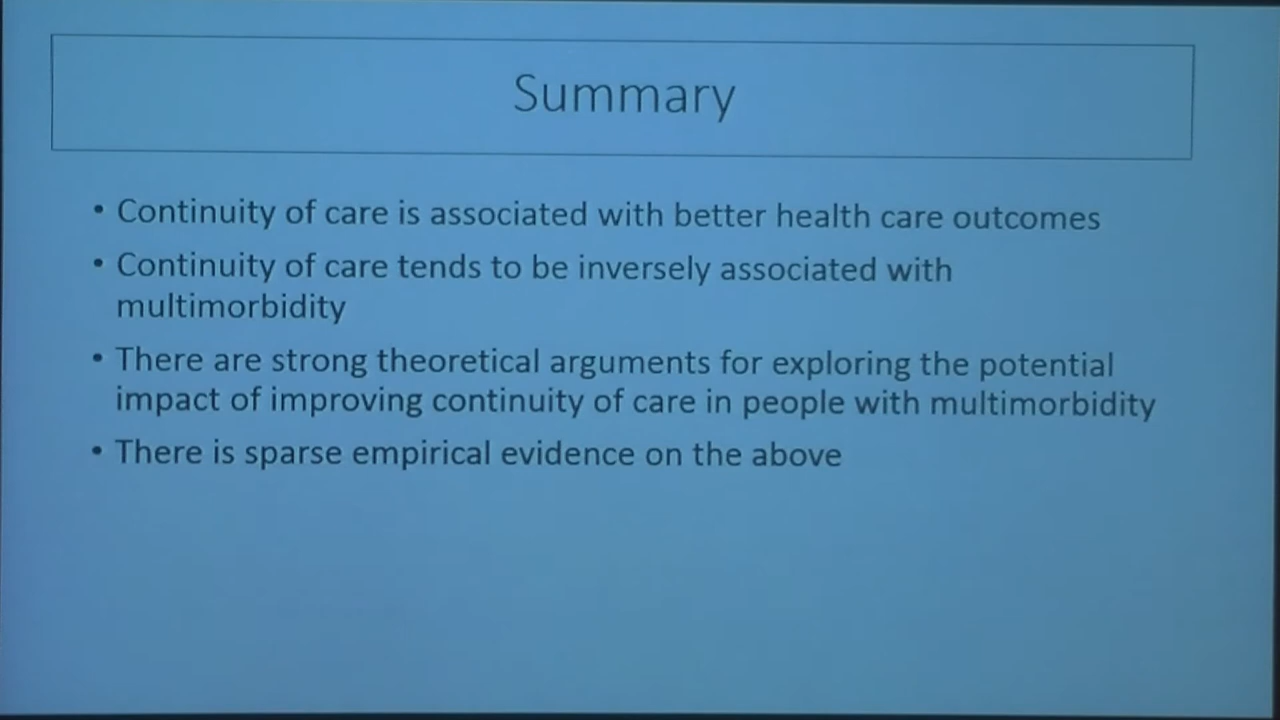 Summary
• Continuity of care is associated with better health care outcomes
• Continuity of care tends to be inversely associated with
multimorbidity
• There are strong theoretical arguments for exploring the potential
impact of improving continuity of care in people with multimorbidity
• There is sparse empirical evidence on the above